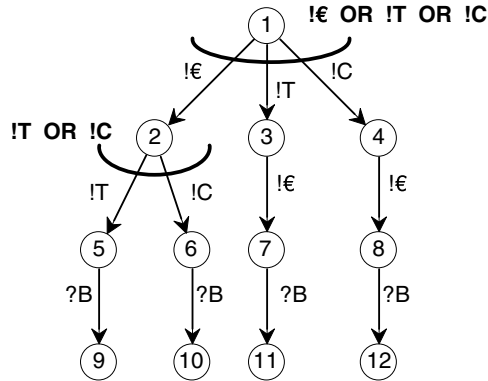 1 !€ OR !T OR !C
!€ !T !C
!T OR !C 2 3 4
!T !C !€ !€
5 6 7 8
?B ?B ?B ?B
9 10 11 12